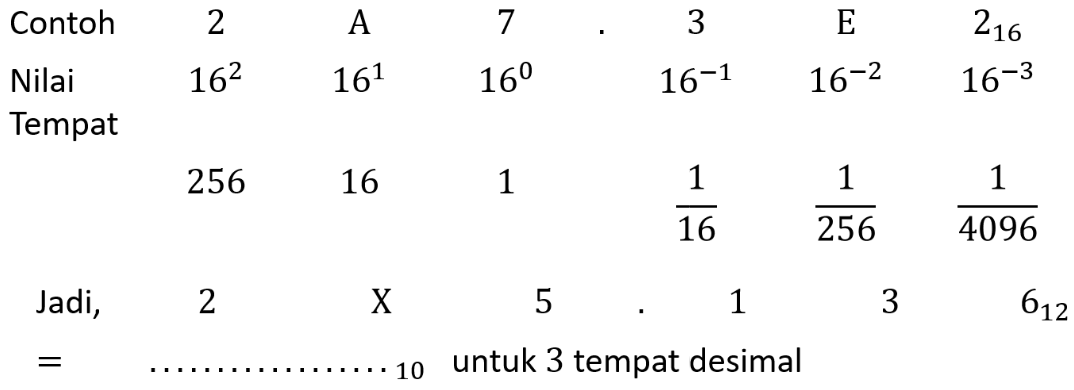 Contoh 2 A 7 . 3 E 2₁₆
Nilai 16² 16¹ 16⁰ 16⁻¹ 16⁻² 16⁻³
Tempat
256 16 1 1/16 1/256 1/4096
Jadi, 2 X 5 . 1 3 6₁₂
= ..................₁₀ untuk 3 tempat desimal